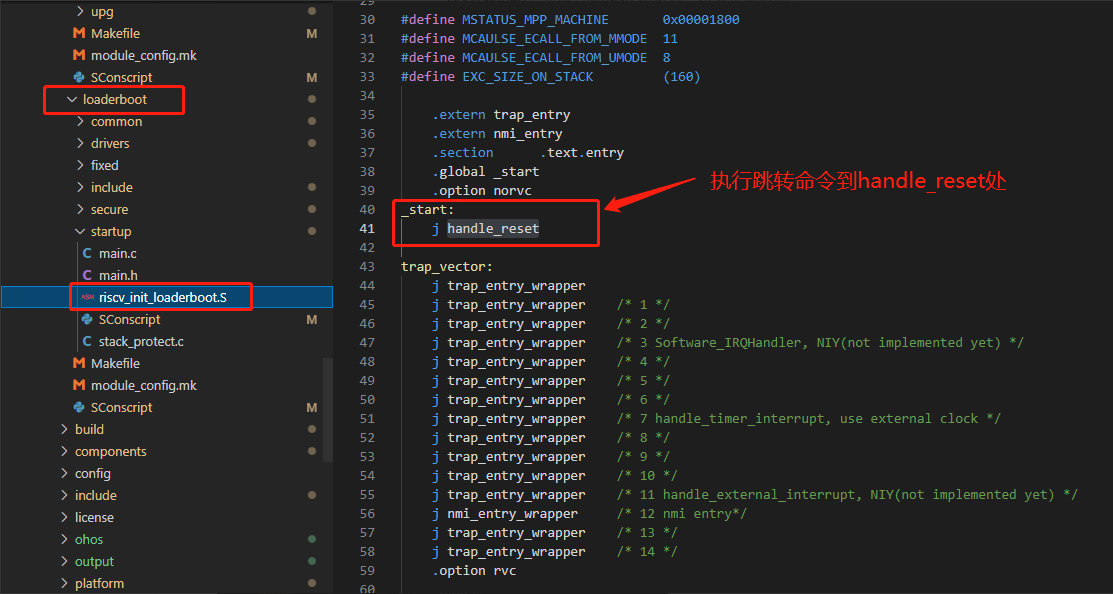 upg
Makefile M
module_config.mk
SConscript M
loaderboot
common
drivers
fixed
include
secure
startup
main.c
main.h
riscv_init_loaderboot.S
SConscript M
stack_protect.c
Makefile
module_config.mk
SConscript M
build
components
config
include
license
ohos
output
platform
30 #define MSTATUS_MPP_MACHINE 0x00001800
31 #define MCAULSE_ECALL_FROM_MMODE 11
32 #define MCAULSE_ECALL_FROM_UMODE 8
33 #define EXC_SIZE_ON_STACK (160)
34
35 .extern trap_entry
36 .extern nmi_entry
37 .section .text.entry
38 .global _start
39 .option norvc
40 _start:
41 j handle_reset
42
43 trap_vector:
44 j trap_entry_wrapper
45 j trap_entry_wrapper /* 1 */
46 j trap_entry_wrapper /* 2 */
47 j trap_entry_wrapper /* 3 Software_IRQHandler, NIY(not implemented yet) */
48 j trap_entry_wrapper /* 4 */
49 j trap_entry_wrapper /* 5 */
50 j trap_entry_wrapper /* 6 */
51 j trap_entry_wrapper /* 7 handle_timer_interrupt, use external clock */
52 j trap_entry_wrapper /* 8 */
53 j trap_entry_wrapper /* 9 */
54 j trap_entry_wrapper /* 10 */
55 j trap_entry_wrapper /* 11 handle_external_interrupt, NIY(not implemented yet) */
56 j nmi_entry_wrapper /* 12 nmi entry*/
57 j trap_entry_wrapper /* 13 */
58 j trap_entry_wrapper /* 14 */
59 .option rvc
60
执行跳转命令到handle_reset处